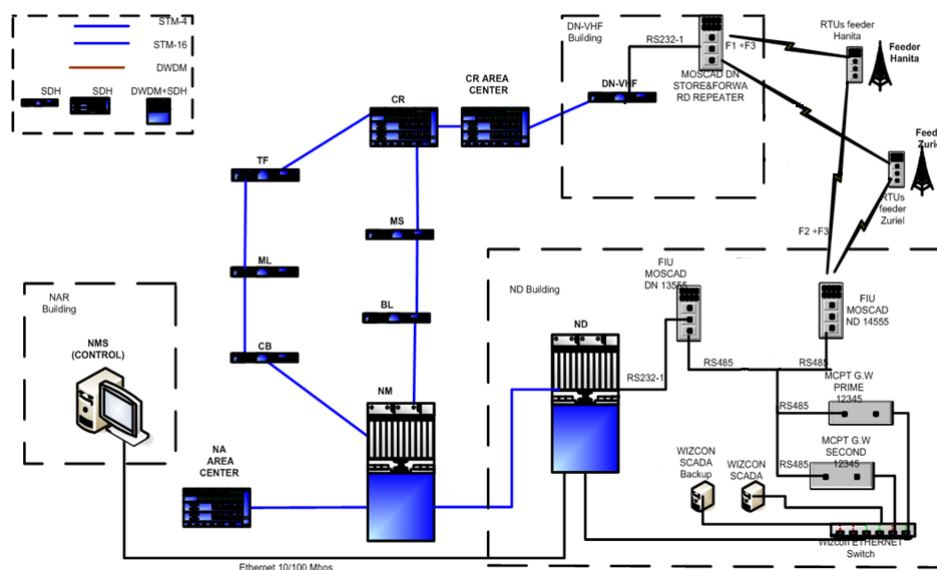 STM-4
STM-16
DWDM
SDH
SDH
DWDM+SDH
CR
CR AREA
CENTER
TF
MS
ML
BL
CB
NM
NA
AREA
CENTER
NAR
Building
NMS
(CONTROL)
DN-VHF
Building
DN-VHF
RS232-1
MOSCAD DN
STORE&FORWA
RD REPEATER
F1 +F3
RTUs feeder
Hanita
Feeder
Hanita
Feed
Zuriel
RTUs
feeder
Zuriel
F2 +F3
ND Building
ND
RS232-1
FIU
MOSCAD
DN 13555
FIU
MOSCAD
ND 14555
RS485
RS485
MCPT G.W
PRIME
12345
RS485
MCPT G.W
SECOND
12345
RS485
WIZCON
SCADA
Backup
WIZCON
SCADA
Wizcon ETHERNET
Switch
Ethernet 10/100 Mbps